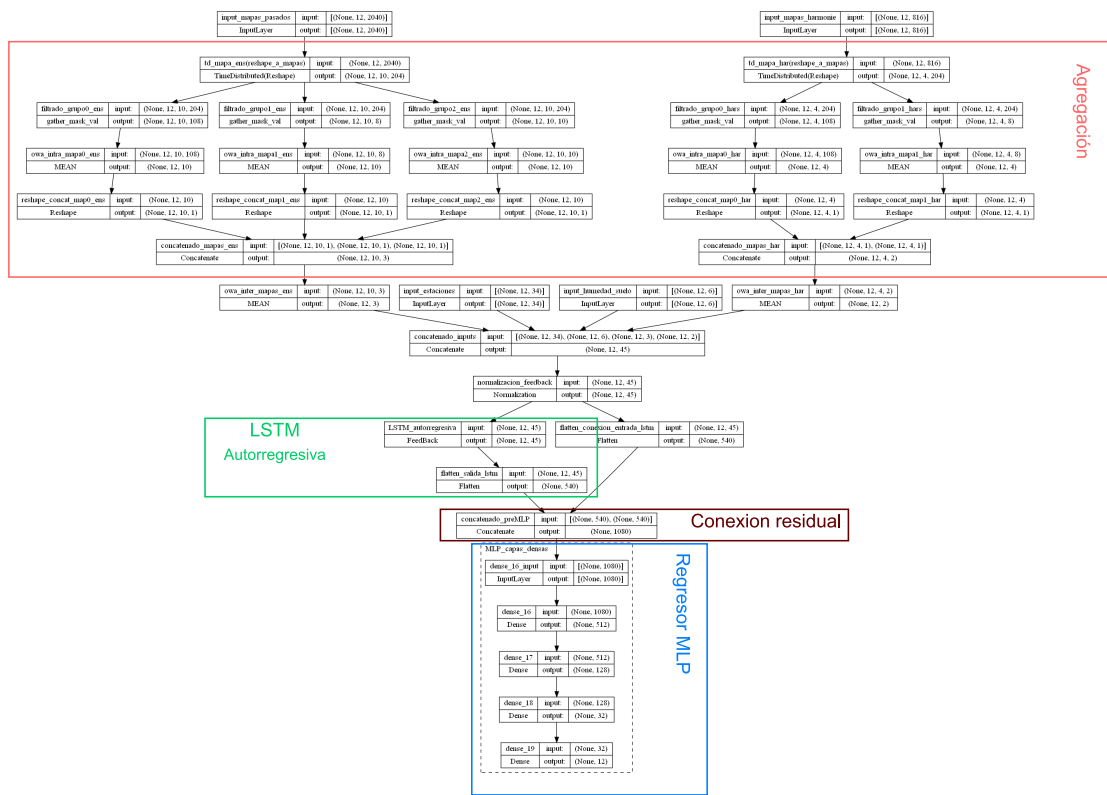 input_mapas_pasados input: [(None, 12, 2040)]
InputLayer output: [(None, 12, 2040)]
input_mapas_harmonie input: [(None, 12, 816)]
InputLayer output: [(None, 12, 816)]
Agregación
td_mapa_ens(reshape_a_mapas) input: (None, 12, 2040)
TimeDistributed(Reshape) output: (None, 12, 10, 204)
td_mapa_har(reshape_a_mapas) input: (None, 12, 816)
TimeDistributed(Reshape) output: (None, 12, 4, 204)
filtrado_grupo0_ens input: (None, 12, 10, 204)
gather_mask_val output: (None, 12, 10, 108)
filtrado_grupo1_ens input: (None, 12, 10, 204)
gather_mask_val output: (None, 12, 10, 8)
filtrado_grupo2_ens input: (None, 12, 10, 204)
gather_mask_val output: (None, 12, 10, 10)
filtrado_grupo0_hars input: (None, 12, 4, 204)
gather_mask_val output: (None, 12, 4, 108)
filtrado_grupo1_hars input: (None, 12, 4, 204)
gather_mask_val output: (None, 12, 4, 8)
owa_intra_mapa0_ens input: (None, 12, 10, 108)
MEAN output: (None, 12, 10)
owa_intra_mapa1_ens input: (None, 12, 10, 8)
MEAN output: (None, 12, 10)
owa_intra_mapa2_ens input: (None, 12, 10, 10)
MEAN output: (None, 12, 10)
owa_intra_mapa0_har input: (None, 12, 4, 108)
MEAN output: (None, 12, 4)
owa_intra_mapa1_har input: (None, 12, 4, 8)
MEAN output: (None, 12, 4)
reshape_concat_map0_ens input: (None, 12, 10)
Reshape output: (None, 12, 10, 1)
reshape_concat_map1_ens input: (None, 12, 10)
Reshape output: (None, 12, 10, 1)
reshape_concat_map2_ens input: (None, 12, 10)
Reshape output: (None, 12, 10, 1)
reshape_concat_map0_har input: (None, 12, 4)
Reshape output: (None, 12, 4, 1)
reshape_concat_map1_har input: (None, 12, 4)
Reshape output: (None, 12, 4, 1)
concatenado_mapas_ens input: [(None, 12, 10, 1), (None, 12, 10, 1), (None, 12, 10, 1)]
Concatenate output: (None, 12, 10, 3)
concatenado_mapas_har input: [(None, 12, 4, 1), (None, 12, 4, 1)]
Concatenate output: (None, 12, 4, 2)
owa_inter_mapas_ens input: (None, 12, 10, 3)
MEAN output: (None, 12, 3)
input_estaciones input: [(None, 12, 34)]
InputLayer output: [(None, 12, 34)]
input_humedad_suelo input: [(None, 12, 6)]
InputLayer output: [(None, 12, 6)]
owa_inter_mapas_har input: (None, 12, 4, 2)
MEAN output: (None, 12, 2)
concatenado_inputs input: [(None, 12, 34), (None, 12, 6), (None, 12, 3), (None, 12, 2)]
Concatenate output: (None, 12, 45)
normalizacion_feedback input: (None, 12, 45)
Normalization output: (None, 12, 45)
LSTM
Autorregresiva
LSTM_autorregresiva input: (None, 12, 45)
FeedBack output: (None, 12, 45)
flatten_conexion_entrada_lstm input: (None, 12, 45)
Flatten output: (None, 540)
flatten_salida_lstm input: (None, 12, 45)
Flatten output: (None, 540)
concatenado_preMLP input: [(None, 540), (None, 540)]
Concatenate output: (None, 1080)
Conexion residual
MLP_capas_densas
Regresor MLP
dense_16_input input: [(None, 1080)]
InputLayer output: [(None, 1080)]
dense_16 input: (None, 1080)
Dense output: (None, 512)
dense_17 input: (None, 512)
Dense output: (None, 128)
dense_18 input: (None, 128)
Dense output: (None, 32)
dense_19 input: (None, 32)
Dense output: (None, 12)